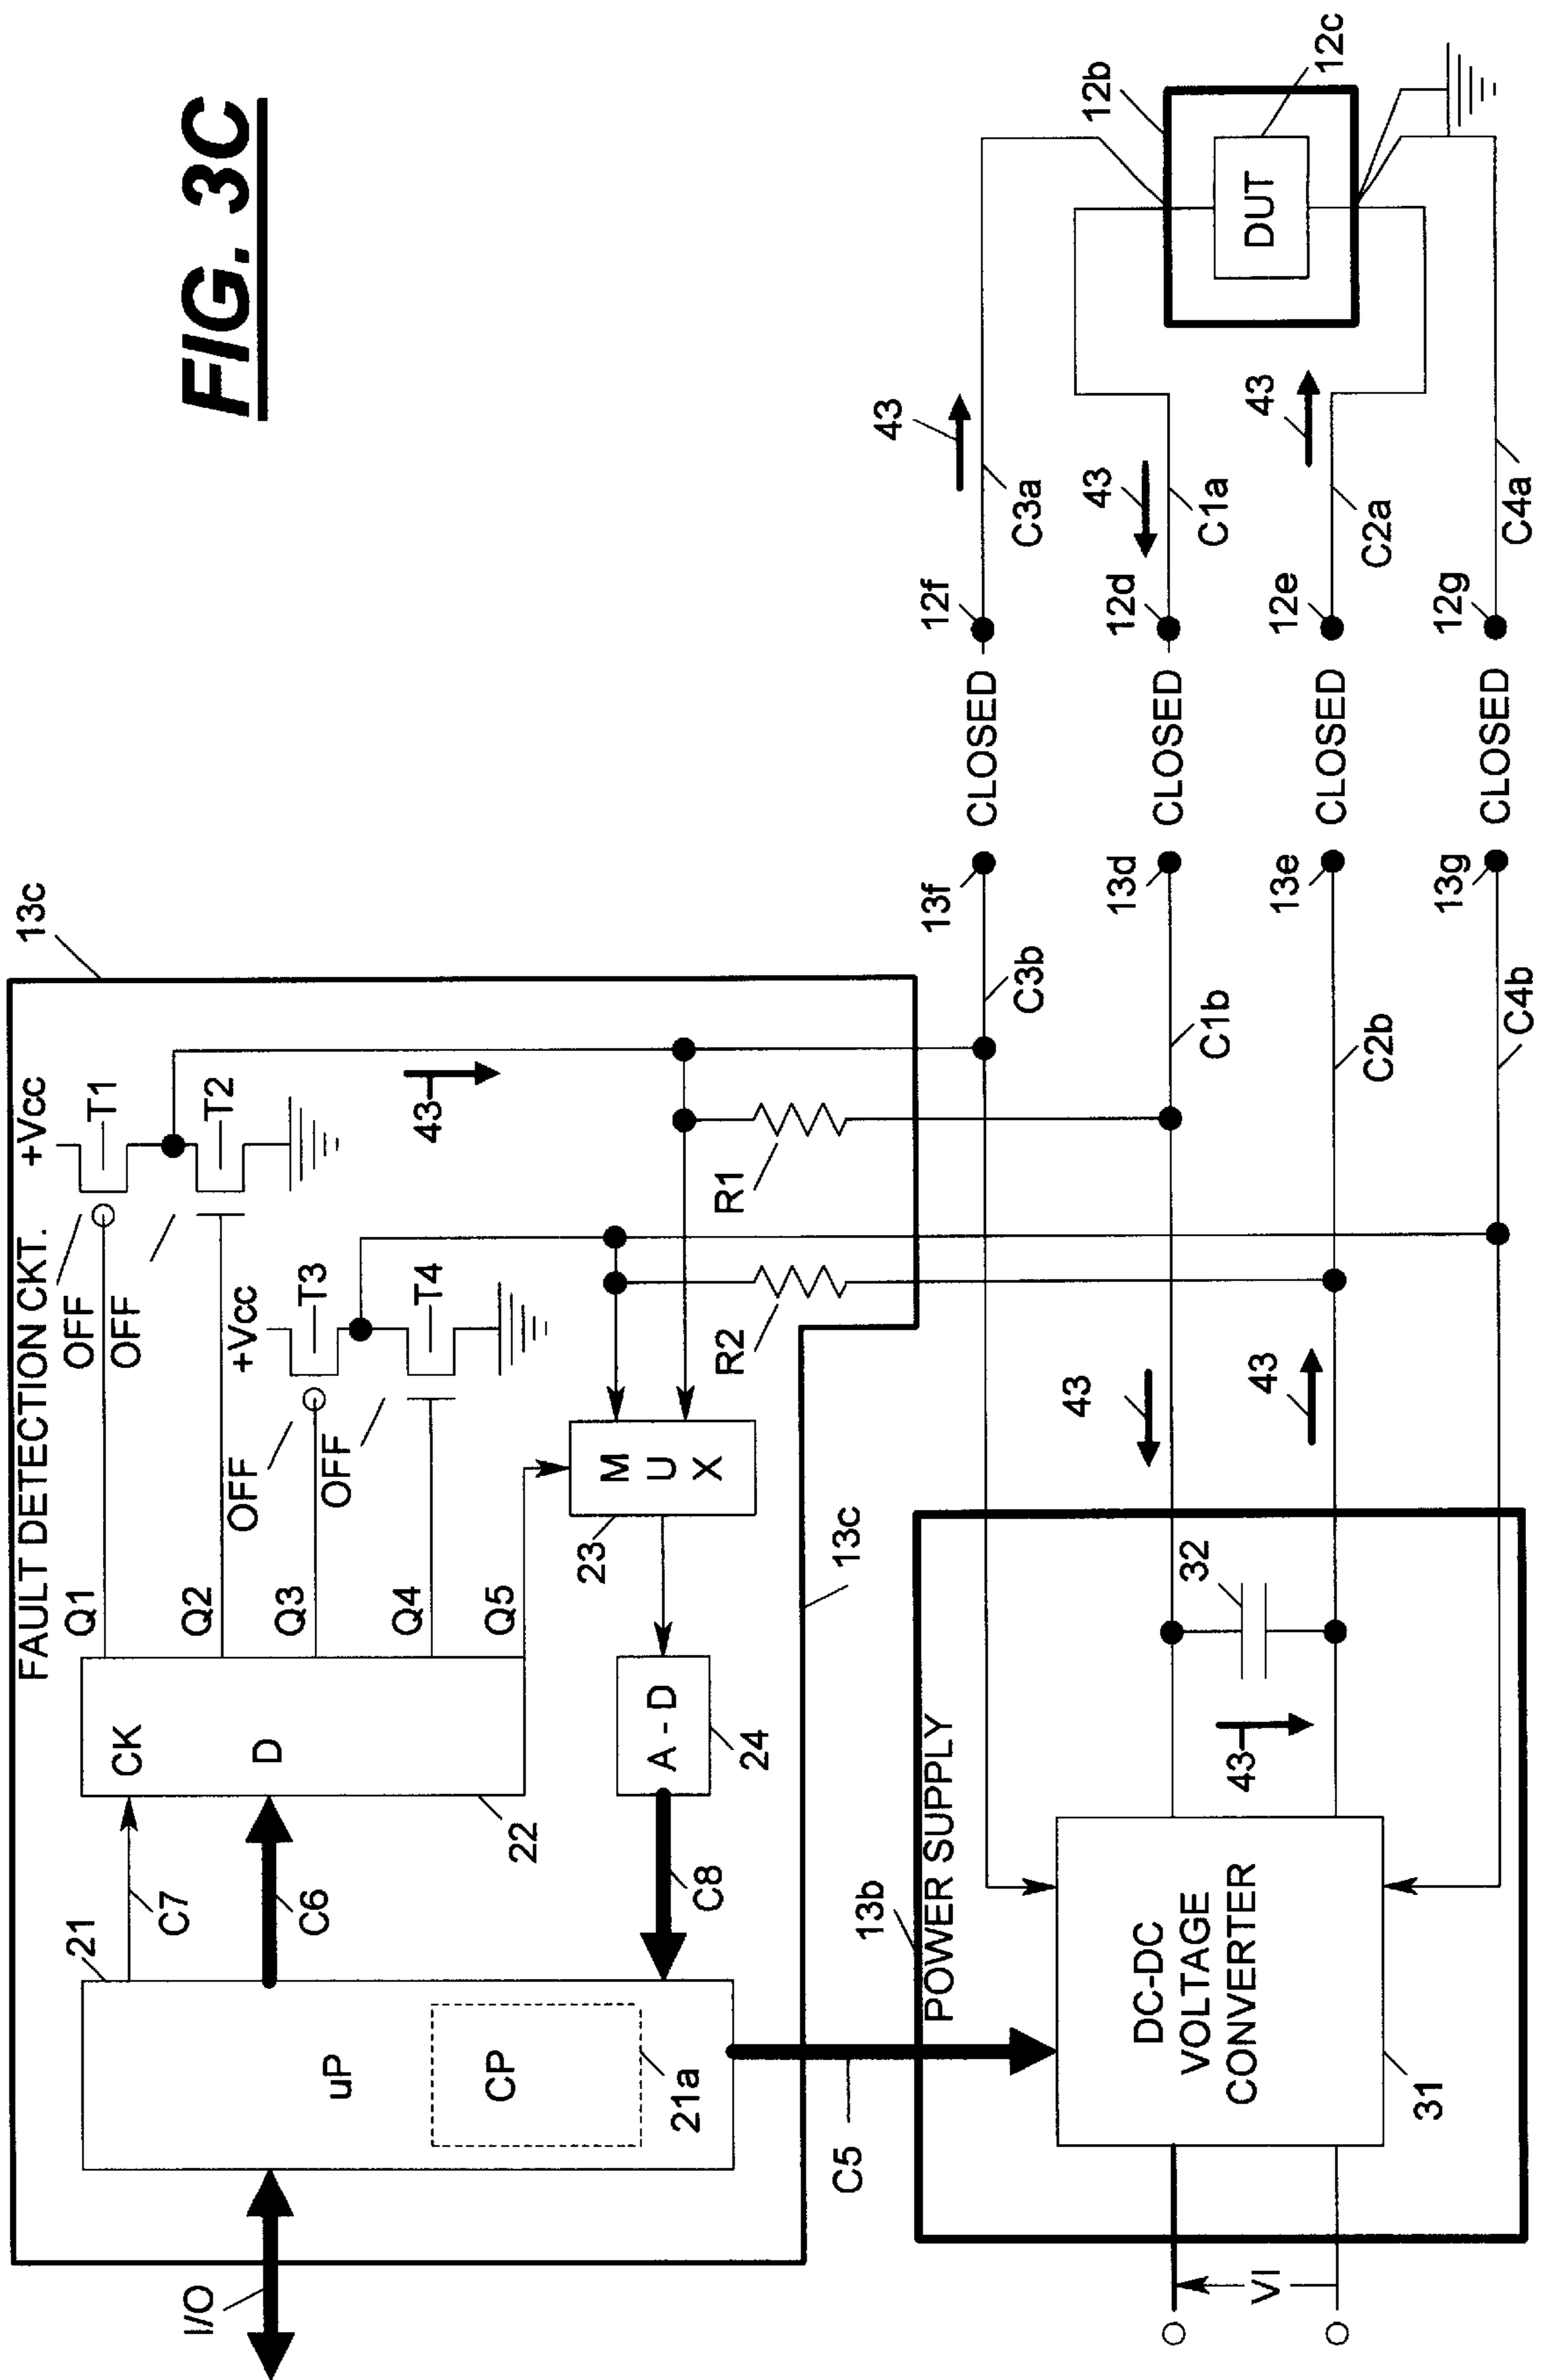 FIG. 3C
13c
FAULT DETECTION CKT.
+Vcc
T1
OFF
OFF
T2
+Vcc
T3
OFF
OFF
T4
43
Q1
Q2
Q3
Q4
Q5
CK
D
22
C7
C6
21
uP
CP
21a
I/O
M
U
X
23
A - D
24
C8
R1
R2
13c
C5
13b
POWER SUPPLY
DC-DC
VOLTAGE
CONVERTER
31
32
43
VI
43
43
C3b
C1b
C2b
C4b
13f
CLOSED
12f
13d
CLOSED
12d
13e
CLOSED
12e
13g
CLOSED
12g
43
C3a
43
C1a
43
C2a
C4a
12b
DUT
12c